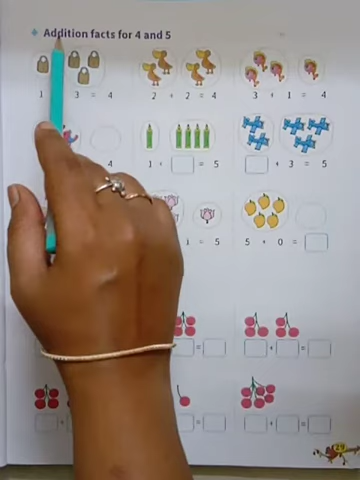 Addition facts for 4 and 5
1 3 = 4 2 + 2 = 4 3 + 1 = 4
4 1 + = 5 + 3 = 5
1 = 5 5 + 0 =
= + =
+ = + =
29